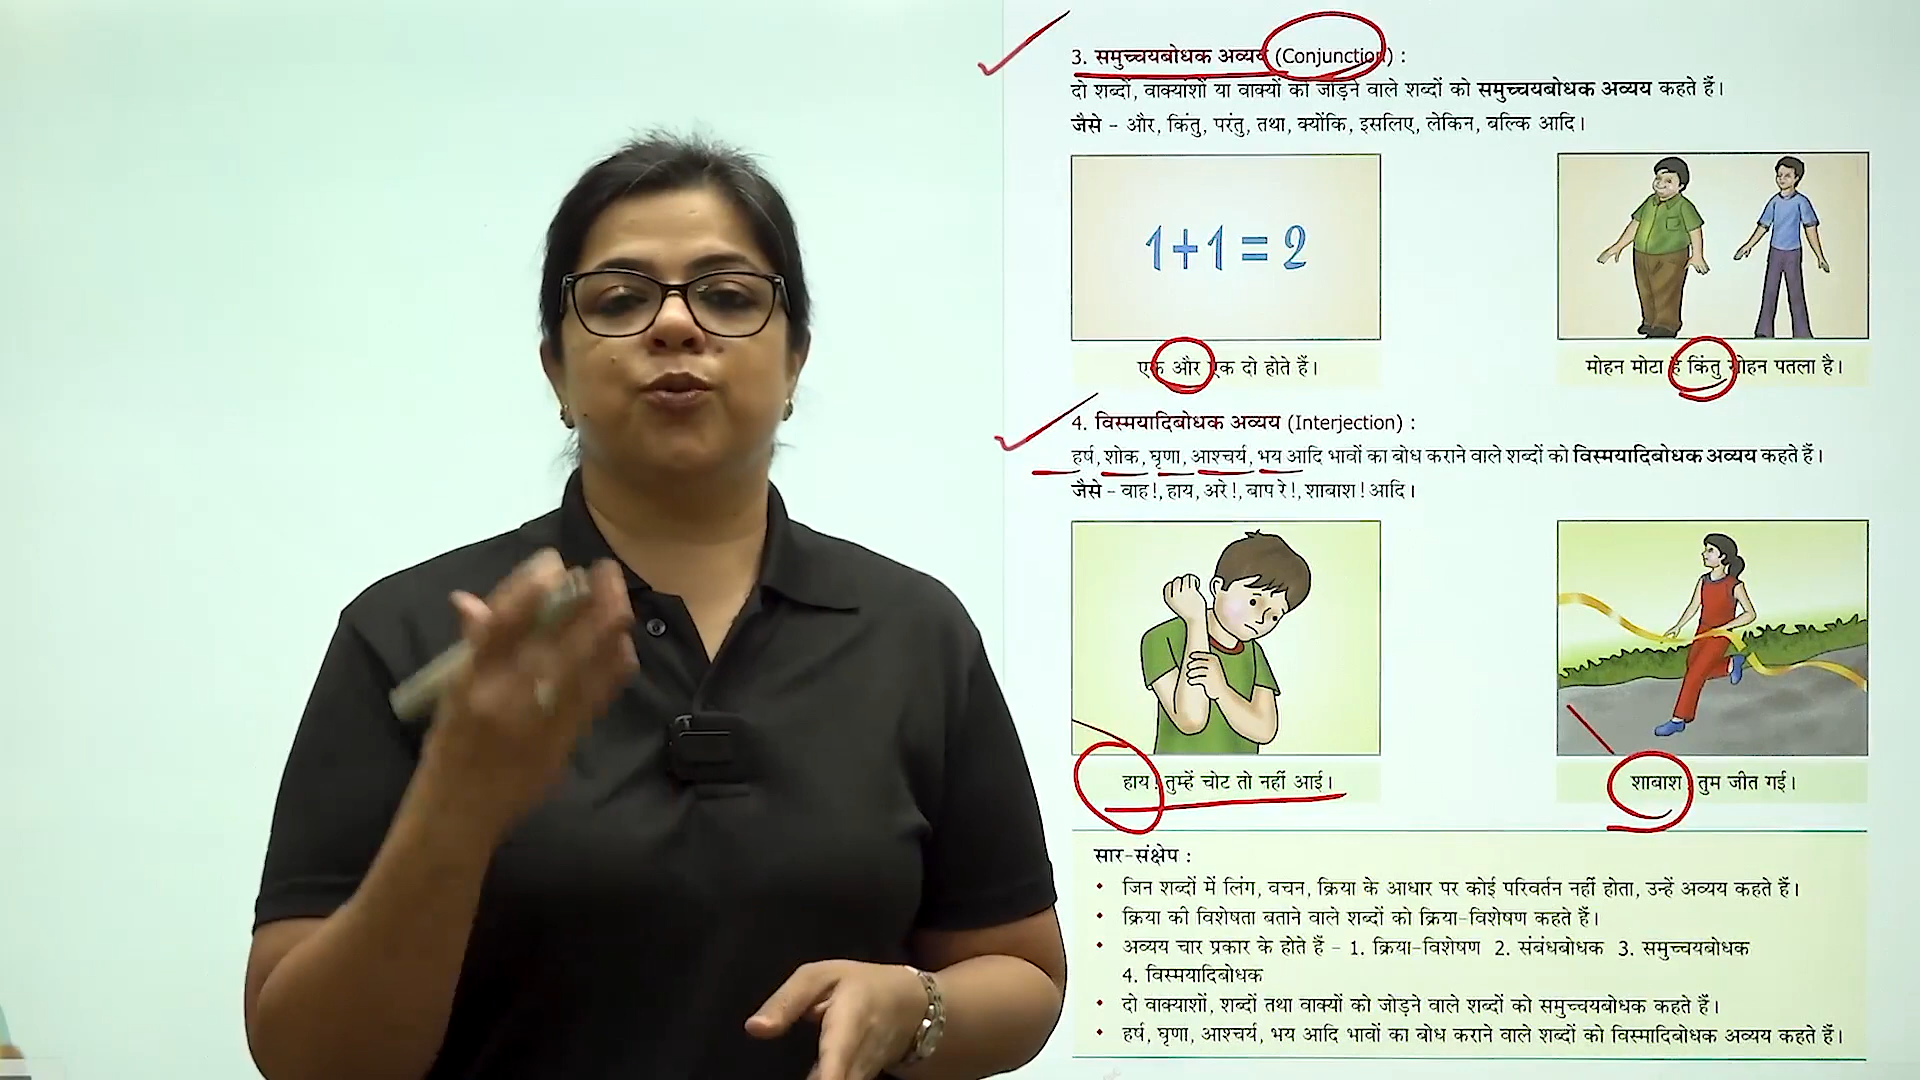 3. समुच्चयबोधक अव्यय (Conjunction) :
दो शब्दों, वाक्यांशों या वाक्यों को जोड़ने वाले शब्दों को समुच्चयबोधक अव्यय कहते हैं।
जैसे - और, किंतु, परंतु, तथा, क्योंकि, इसलिए, लेकिन, बल्कि आदि।
1+1=2
एक और एक दो होते हैं।
मोहन मोटा है किंतु सोहन पतला है।
4. विस्मयादिबोधक अव्यय (Interjection) :
हर्ष, शोक, घृणा, आश्चर्य, भय आदि भावों का बोध कराने वाले शब्दों को विस्मयादिबोधक अव्यय कहते हैं।
जैसे - वाह!, हाय, अरे!, बाप रे!, शाबाश! आदि।
हाय! तुम्हें चोट तो नहीं आई।
शाबाश! तुम जीत गई।
सार-संक्षेप :
• जिन शब्दों में लिंग, वचन, क्रिया के आधार पर कोई परिवर्तन नहीं होता, उन्हें अव्यय कहते हैं।
• क्रिया की विशेषता बताने वाले शब्दों को क्रिया-विशेषण कहते हैं।
• अव्यय चार प्रकार के होते हैं - 1. क्रिया-विशेषण 2. संबंधबोधक 3. समुच्चयबोधक
4. विस्मयादिबोधक
• दो वाक्याशों, शब्दों तथा वाक्यों को जोड़ने वाले शब्दों को समुच्चयबोधक कहते हैं।
• हर्ष, घृणा, आश्चर्य, भय आदि भावों का बोध कराने वाले शब्दों को विस्मादिबोधक अव्यय कहते हैं।